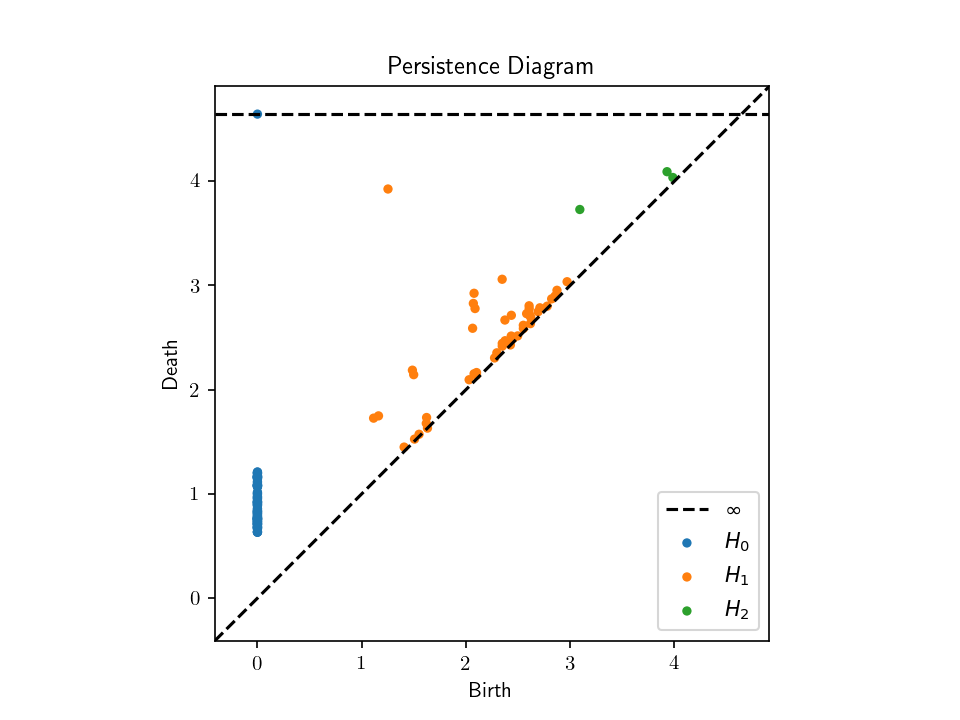 Persistence Diagram
Death
4
3
2
1
0
0 1 2 3 4
Birth
∞
H₀
H₁
H₂